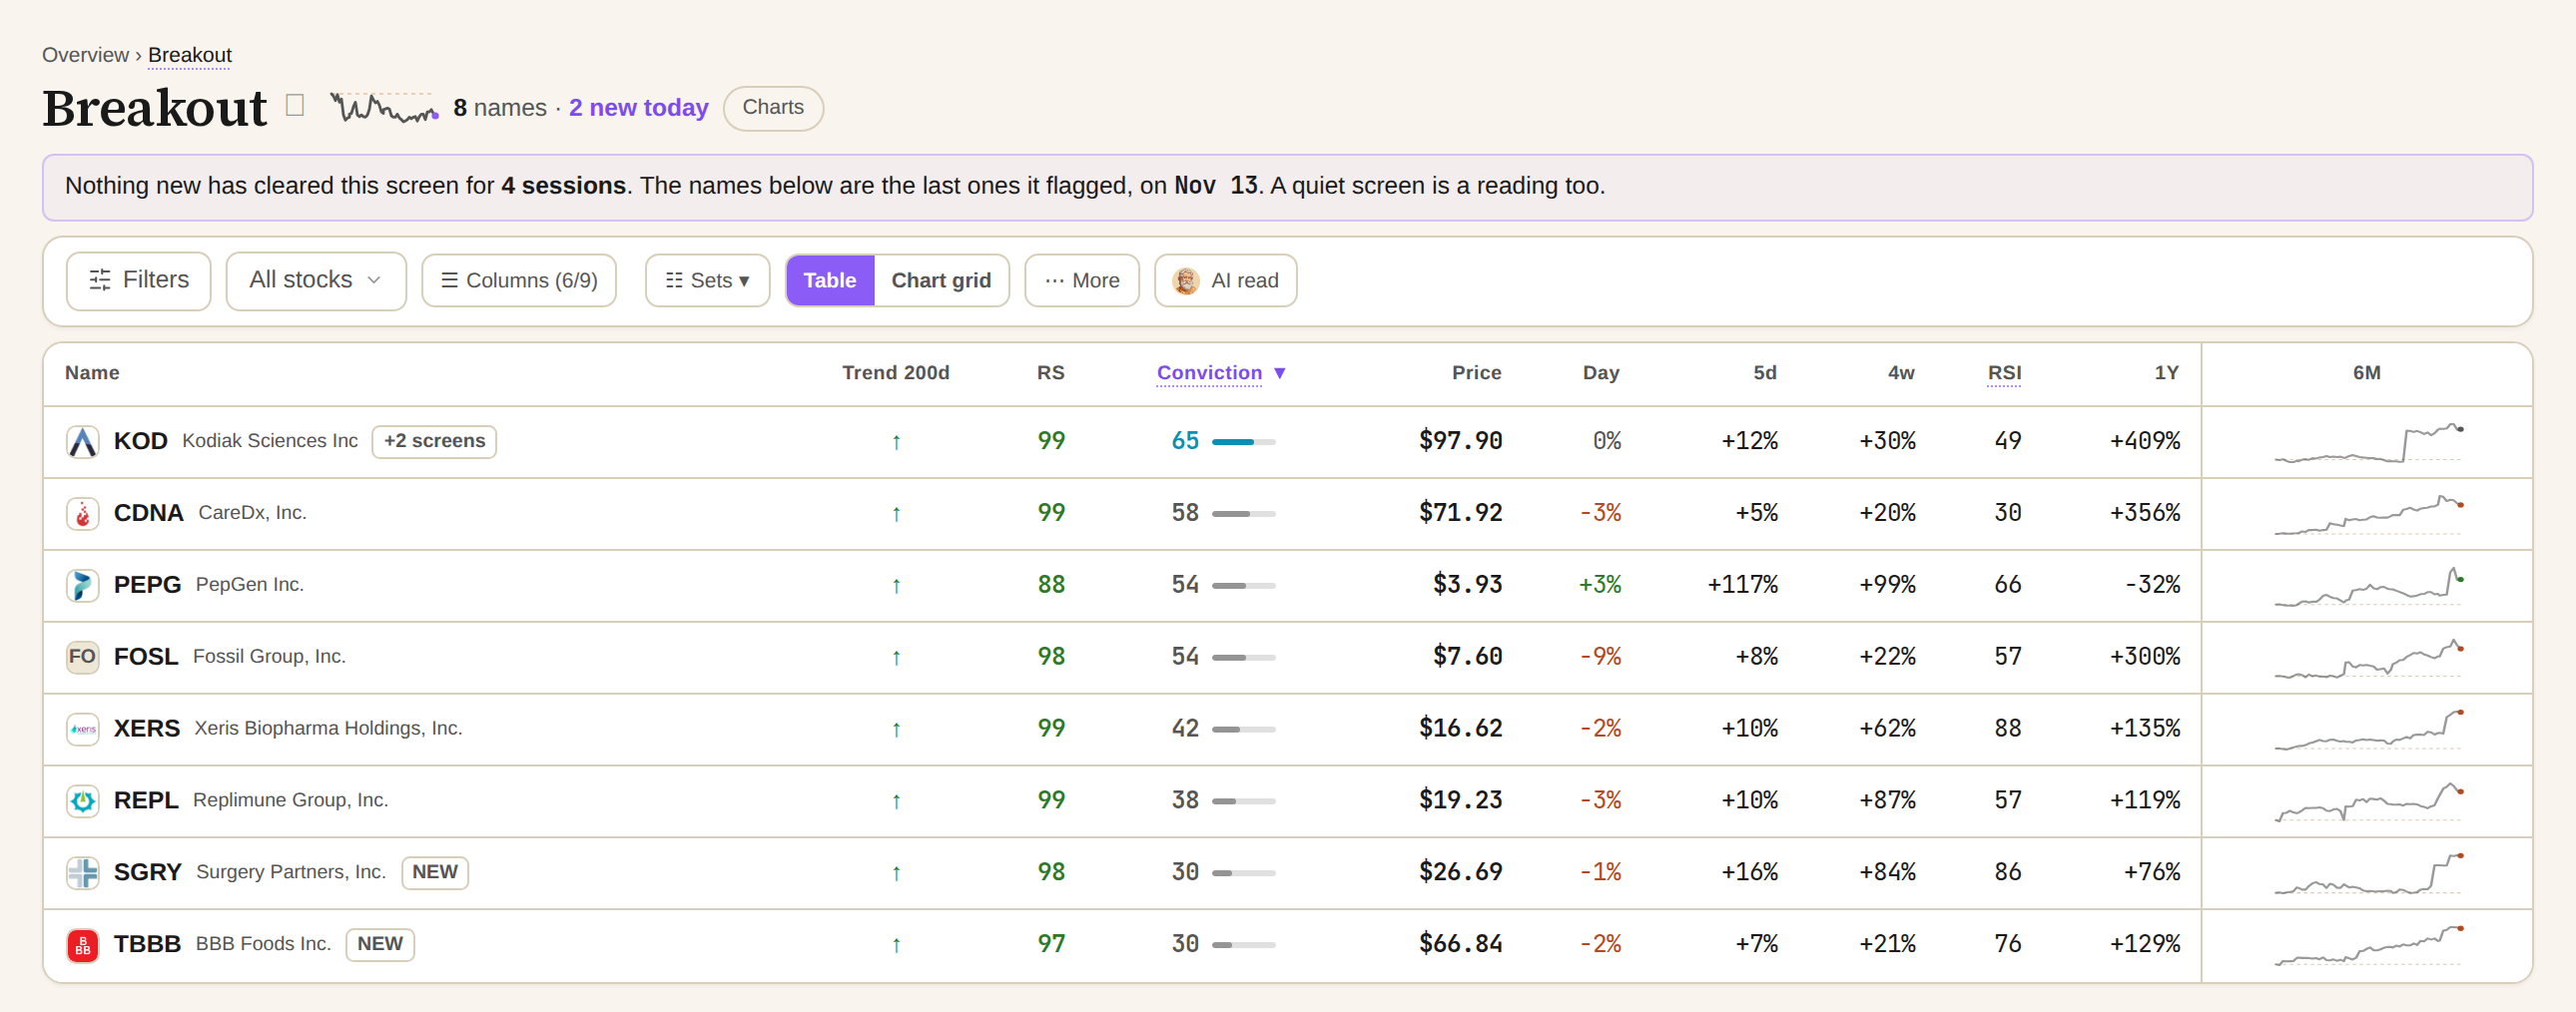 Overview › Breakout
Breakout 8 names · 2 new today Charts
Nothing new has cleared this screen for 4 sessions. The names below are the last ones it flagged, on Nov 13. A quiet screen is a reading too.
Filters All stocks Columns (6/9) Sets ▾ Table Chart grid ··· More AI read
Name Trend 200d RS Conviction ▼ Price Day 5d 4w RSI 1Y 6M
KOD Kodiak Sciences Inc +2 screens ↑ 99 65 $97.90 0% +12% +30% 49 +409%
CDNA CareDx, Inc. ↑ 99 58 $71.92 -3% +5% +20% 30 +356%
PEPG PepGen Inc. ↑ 88 54 $3.93 +3% +117% +99% 66 -32%
FO FOSL Fossil Group, Inc. ↑ 98 54 $7.60 -9% +8% +22% 57 +300%
xeris XERS Xeris Biopharma Holdings, Inc. ↑ 99 42 $16.62 -2% +10% +62% 88 +135%
REPL Replimune Group, Inc. ↑ 99 38 $19.23 -3% +10% +87% 57 +119%
SGRY Surgery Partners, Inc. NEW ↑ 98 30 $26.69 -1% +16% +84% 86 +76%
B BB TBBB BBB Foods Inc. NEW ↑ 97 30 $66.84 -2% +7% +21% 76 +129%